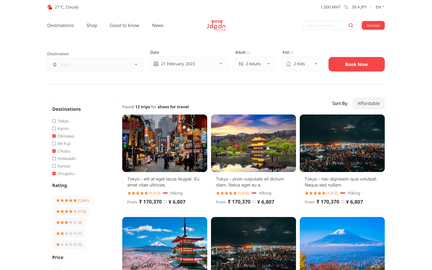 21°C, Cloudy
1,000 MNT
39.4 JPY
EN
Destinations
Shop
Good to know
News
Japan
Services
Destination
Date
Adult
Kid
Tokyo
21 February, 2023
2 Adults
2 Kids
Book Now
Destinations
Found 12 trips for shoes for travel
Sort By
Affordable
Tokyo
Kanto
Okinawa
Mt Fuji
Chubu
Hokkaido
Kansai
Chugoku
Rating
Price
Tokyo - elit at eget lacus feugiat. Eu
amet vitae ultricies.
Hiking
From ₮ 170,370 ¥ 6,807
Tokyo - proin vulputate sit dictum
diam. Netus eget eu a.
Hiking
From ₮ 170,370 ¥ 6,807
Tokyo - nec dignissim quis volutpat.
Neque sed nullam.
Hiking
From ₮ 170,370 ¥ 6,807